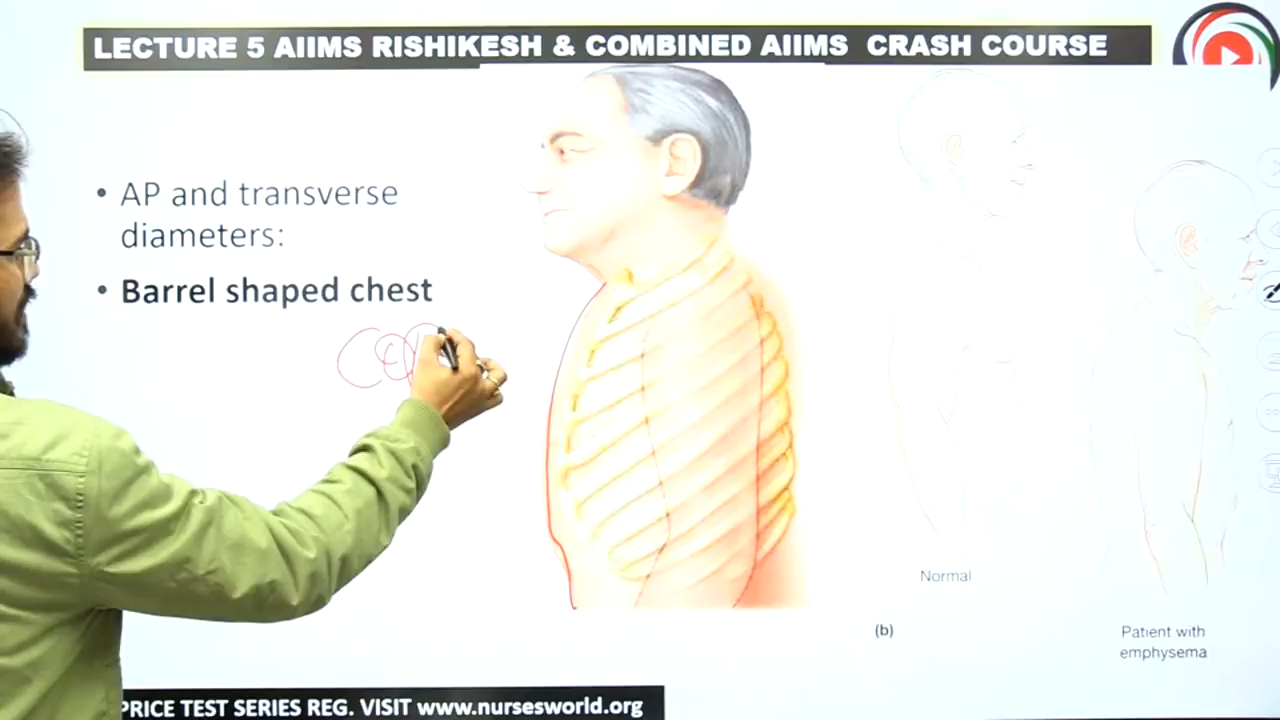 LECTURE 5 AIIMS RISHIKESH & COMBINED AIIMS CRASH COURSE
• AP and transverse
diameters:
• Barrel shaped chest
Normal
(b)
Patient with
emphysema
PRICE TEST SERIES REG. VISIT www.nursesworld.org